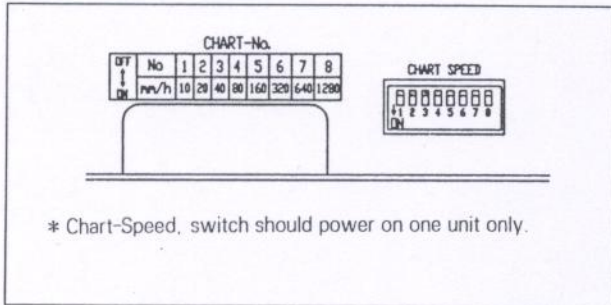 CHART-No.
OFF No 1 2 3 4 5 6 7 8
ON mm/h 10 20 40 80 160 320 640 1280
CHART SPEED
1 2 3 4 5 6 7 8
ON
* Chart-Speed, switch should power on one unit only.